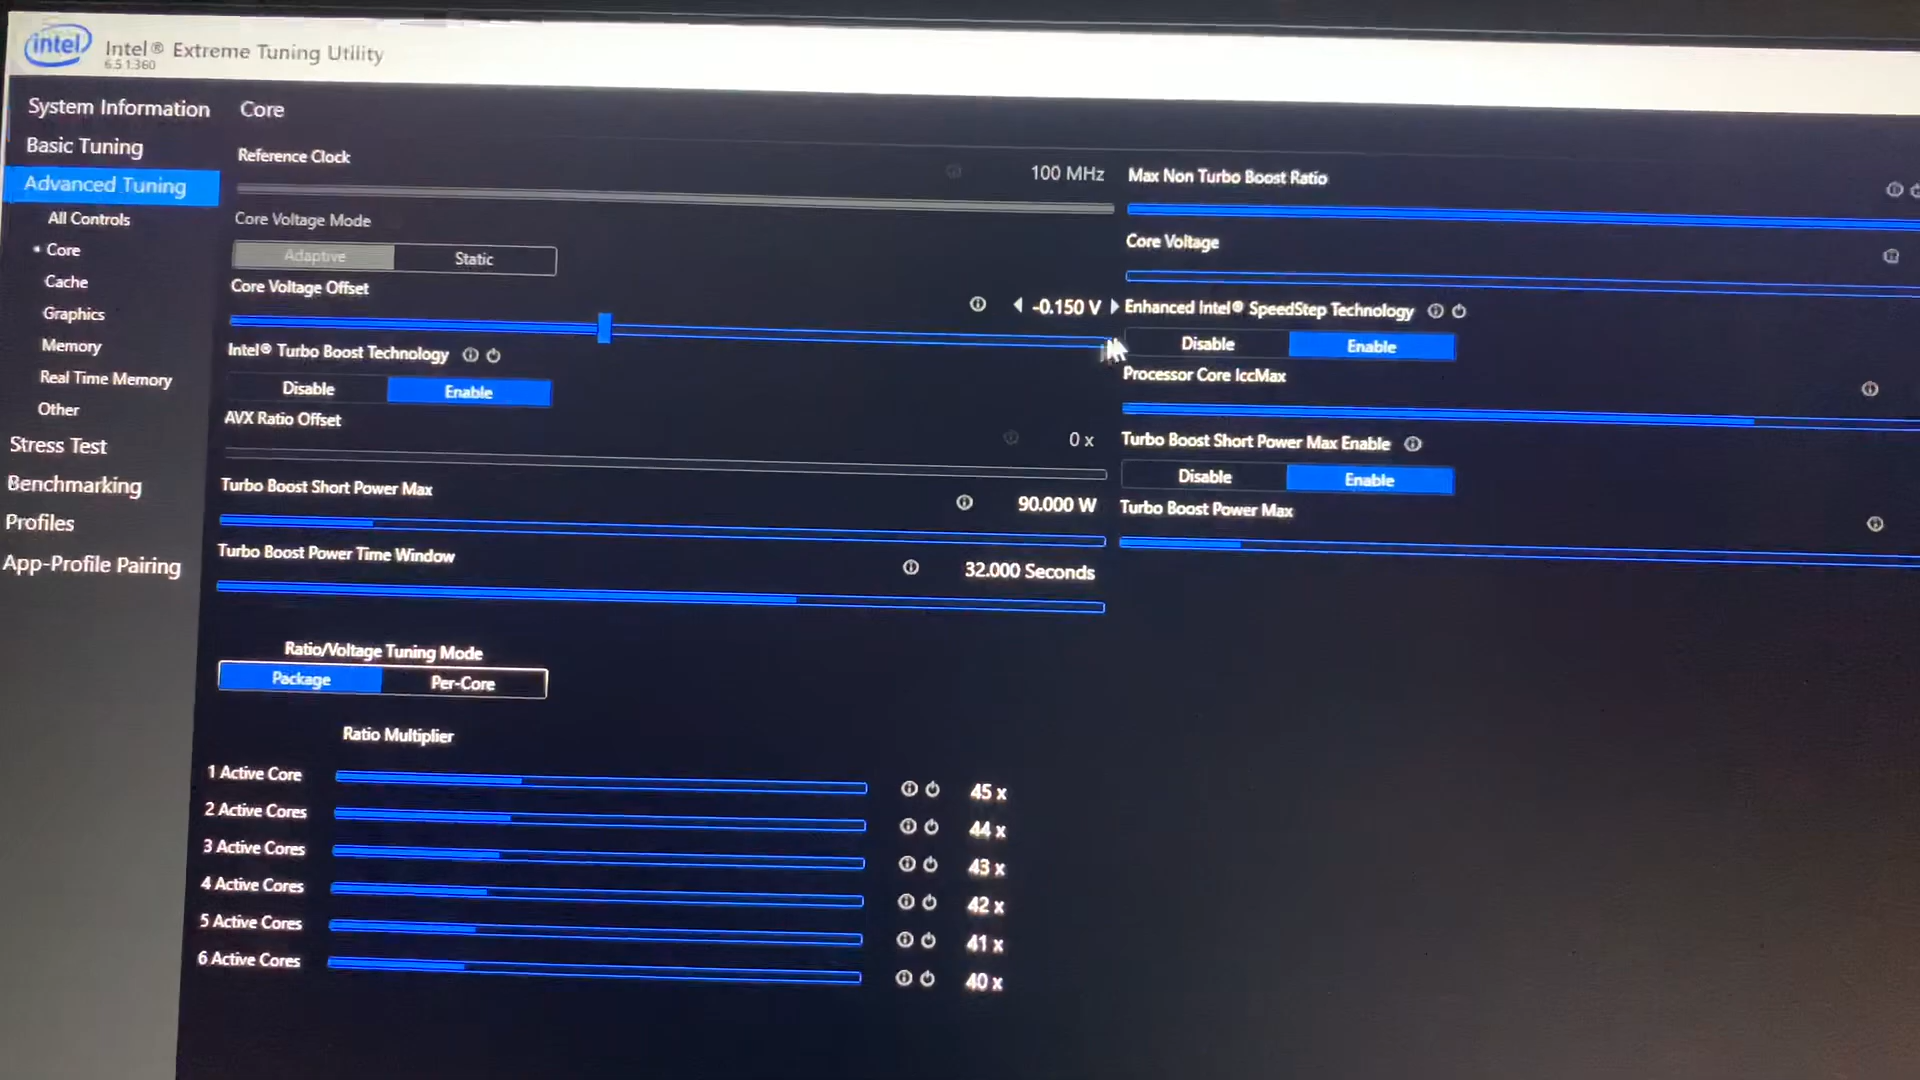 intel
Intel® Extreme Tuning Utility
6.5.1.360
System Information
Basic Tuning
Advanced Tuning
All Controls
Core
Cache
Graphics
Memory
Real Time Memory
Other
Stress Test
Benchmarking
Profiles
App-Profile Pairing
Core
Reference Clock
100 MHz
Core Voltage Mode
Adaptive
Static
Core Voltage Offset
-0.150 V
Intel® Turbo Boost Technology
Disable
Enable
AVX Ratio Offset
0 x
Turbo Boost Short Power Max
90.000 W
Turbo Boost Power Time Window
32.000 Seconds
Max Non Turbo Boost Ratio
Core Voltage
Enhanced Intel® SpeedStep Technology
Disable
Enable
Processor Core IccMax
Turbo Boost Short Power Max Enable
Disable
Enable
Turbo Boost Power Max
Ratio/Voltage Tuning Mode
Package
Per-Core
Ratio Multiplier
1 Active Core
45 x
2 Active Cores
44 x
3 Active Cores
43 x
4 Active Cores
42 x
5 Active Cores
41 x
6 Active Cores
40 x